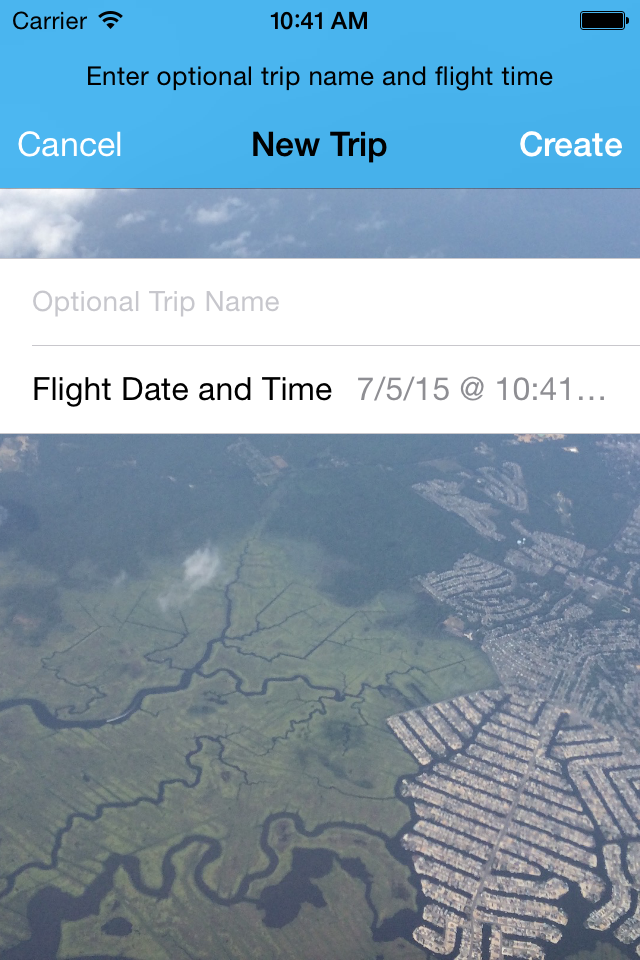 Carrier 10:41 AM
Enter optional trip name and flight time
Cancel New Trip Create
Optional Trip Name
Flight Date and Time 7/5/15 @ 10:41...